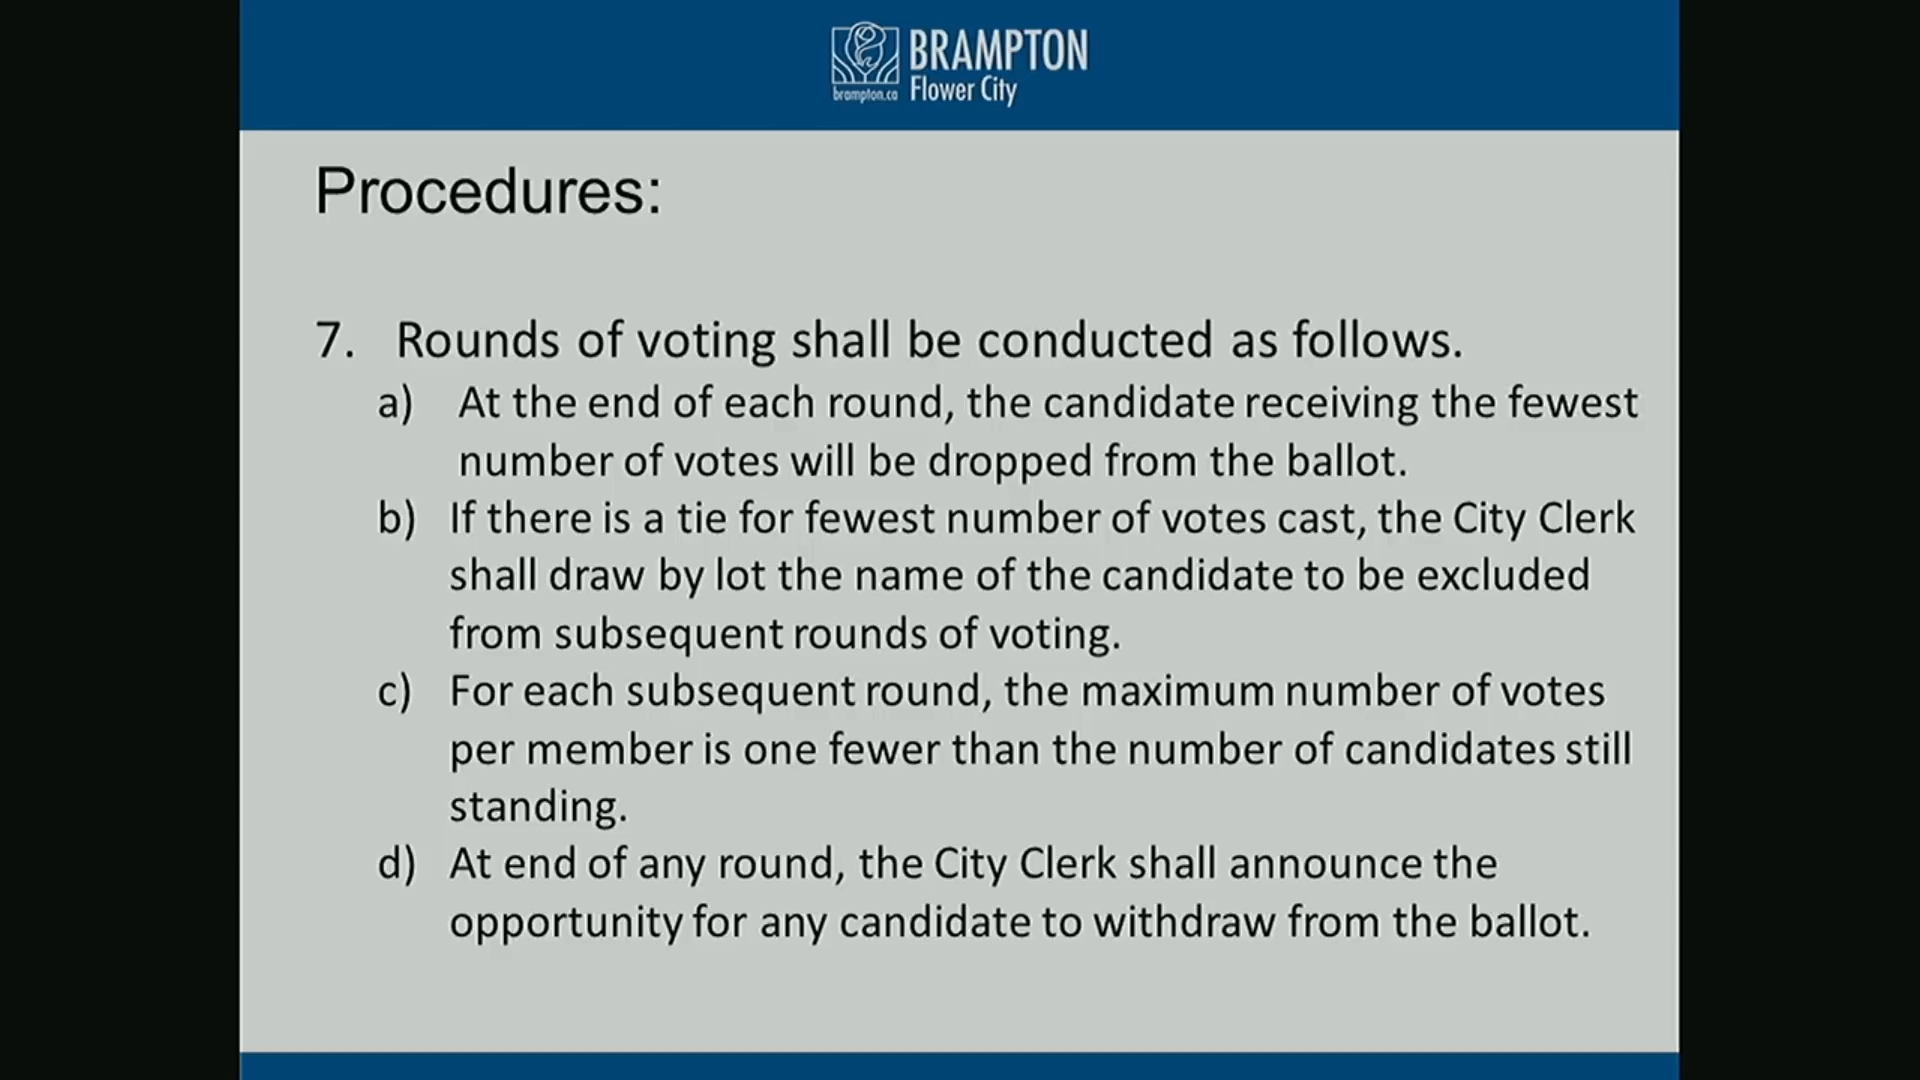 BRAMPTON
brampton.ca Flower City
Procedures:
7. Rounds of voting shall be conducted as follows.
a) At the end of each round, the candidate receiving the fewest
number of votes will be dropped from the ballot.
b) If there is a tie for fewest number of votes cast, the City Clerk
shall draw by lot the name of the candidate to be excluded
from subsequent rounds of voting.
c) For each subsequent round, the maximum number of votes
per member is one fewer than the number of candidates still
standing.
d) At end of any round, the City Clerk shall announce the
opportunity for any candidate to withdraw from the ballot.